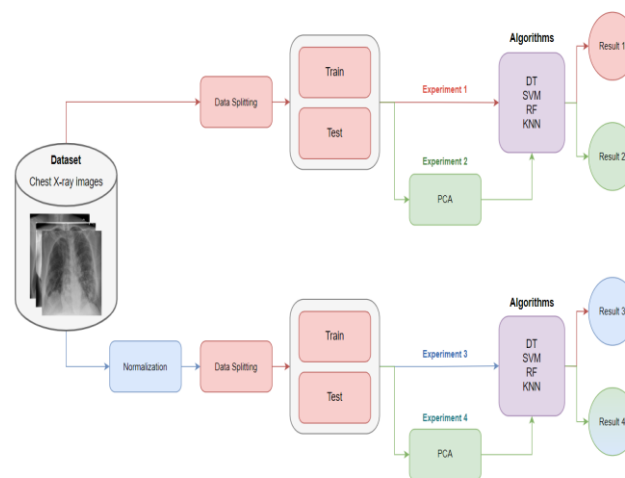 Algorithms
Result 1
Train
Data Splitting
Experiment 1
DT
SVM
RF
KNN
Test
Experiment 2
Result 2
Dataset
Chest X-ray images
PCA
Algorithms
Result 3
Train
Normalization
Data Splitting
Experiment 3
DT
SVM
RF
KNN
Test
Experiment 4
Result 4
PCA